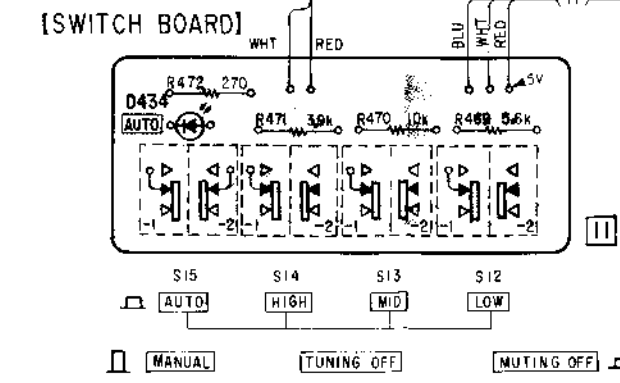 [SWITCH BOARD]
WHT RED
BLU WHT RED
5V
R472 270
D434
AUTO
R471 3.9k
R470 10k
R469 5.6k
-1 -2 -1 -2 -1 -2 -1 -2
11
S15 S14 S13 S12
AUTO HIGH MID LOW
MANUAL TUNING OFF MUTING OFF